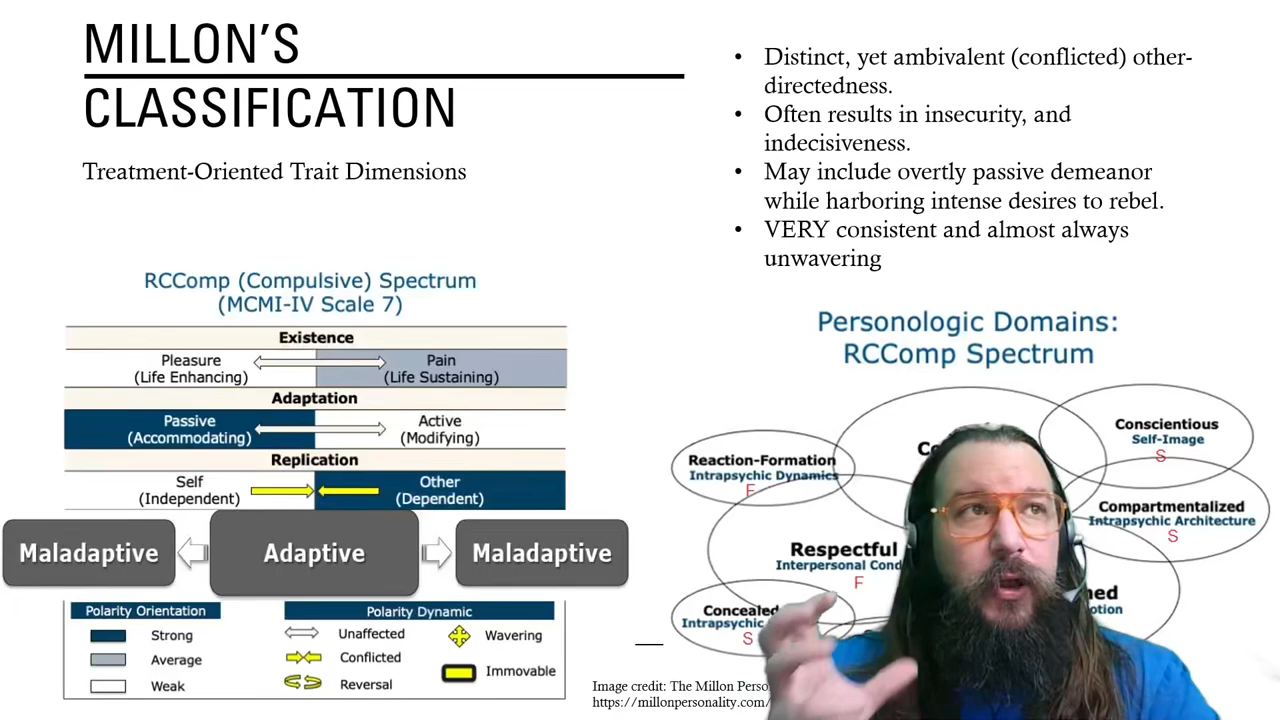 MILLON'S
CLASSIFICATION
Treatment-Oriented Trait Dimensions
• Distinct, yet ambivalent (conflicted) other-
directedness.
• Often results in insecurity, and
indecisiveness.
• May include overtly passive demeanor
while harboring intense desires to rebel.
• VERY consistent and almost always
unwavering
RCComp (Compulsive) Spectrum
(MCMI-IV Scale 7)
Existence
Pleasure
(Life Enhancing)
Pain
(Life Sustaining)
Adaptation
Passive
(Accommodating)
Active
(Modifying)
Replication
Self
(Independent)
Other
(Dependent)
Maladaptive
Adaptive
Maladaptive
Polarity Orientation
Strong
Average
Weak
Polarity Dynamic
Unaffected
Conflicted
Reversal
Wavering
Immovable
Personologic Domains:
RCComp Spectrum
Reaction-Formation
Intrapsychic Dynamics
F
Conscientious
Self-Image
S
Compartmentalized
Intrapsychic Architecture
S
Respectful
Interpersonal
F
Concealed
Intrapsychic
S
Image credit: The Millon
https://millonpersonality.com/